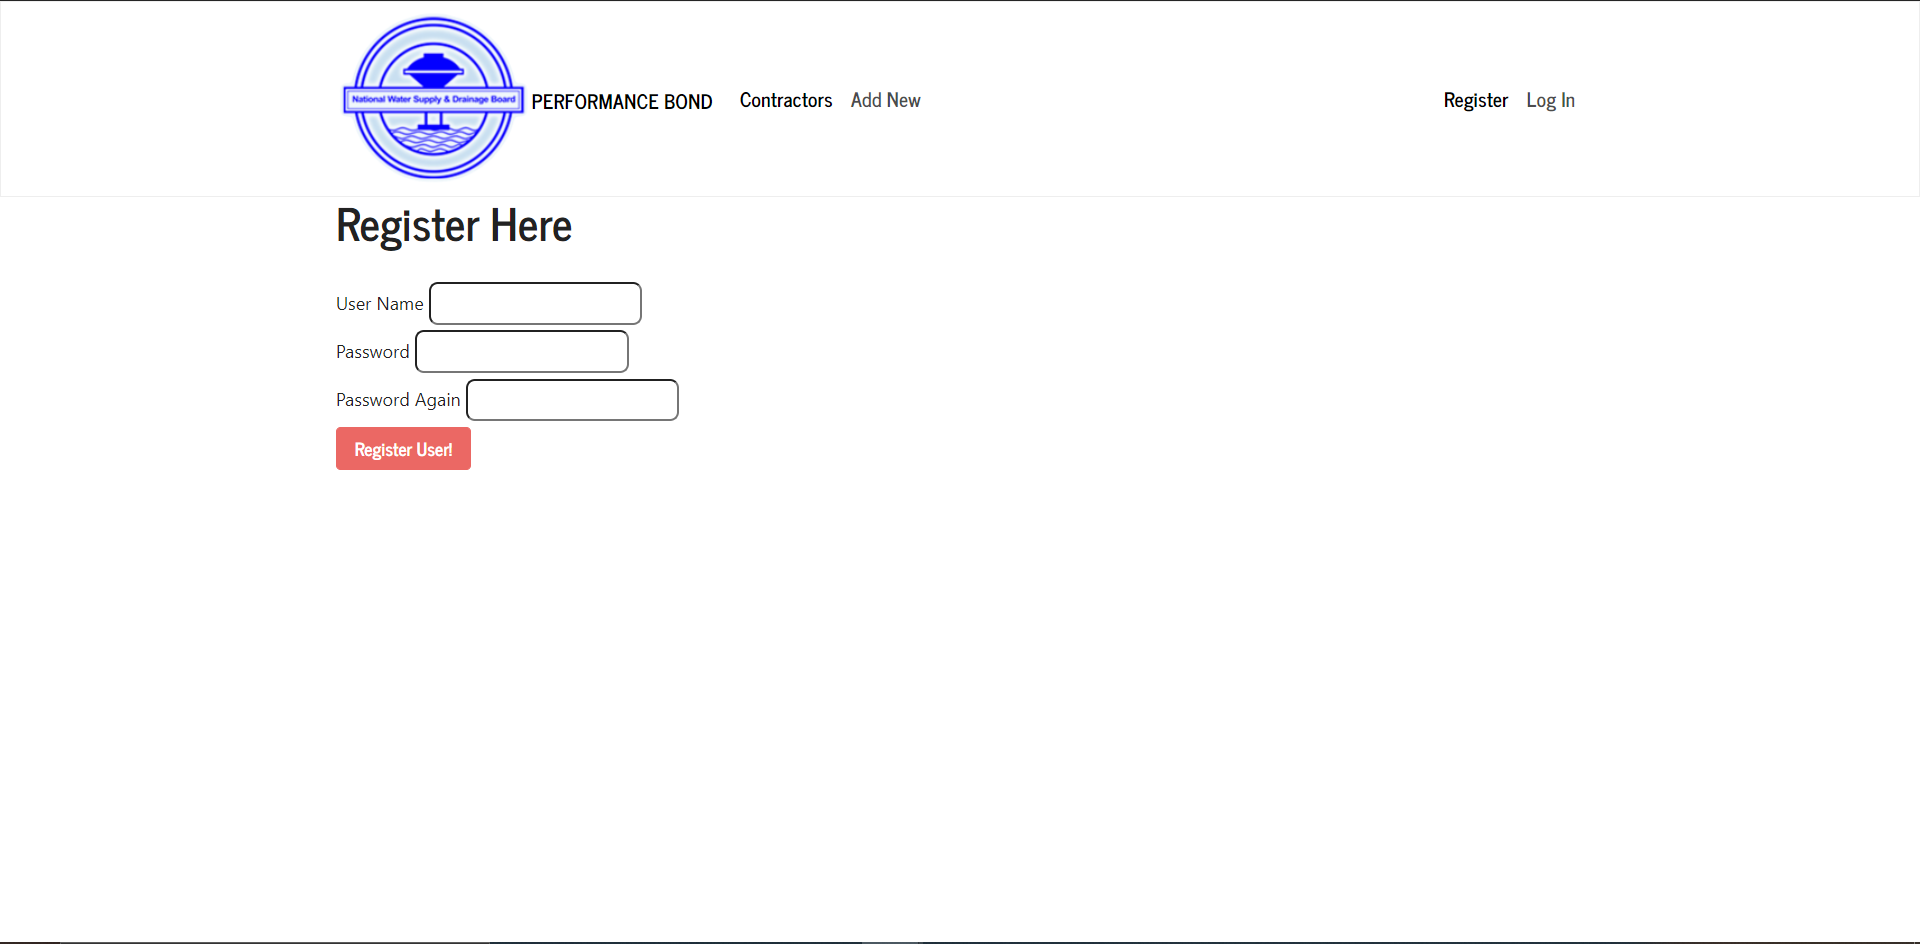 National Water Supply & Drainage Board
PERFORMANCE BOND
Contractors
Add New
Register
Log In
Register Here
User Name
Password
Password Again
Register User!